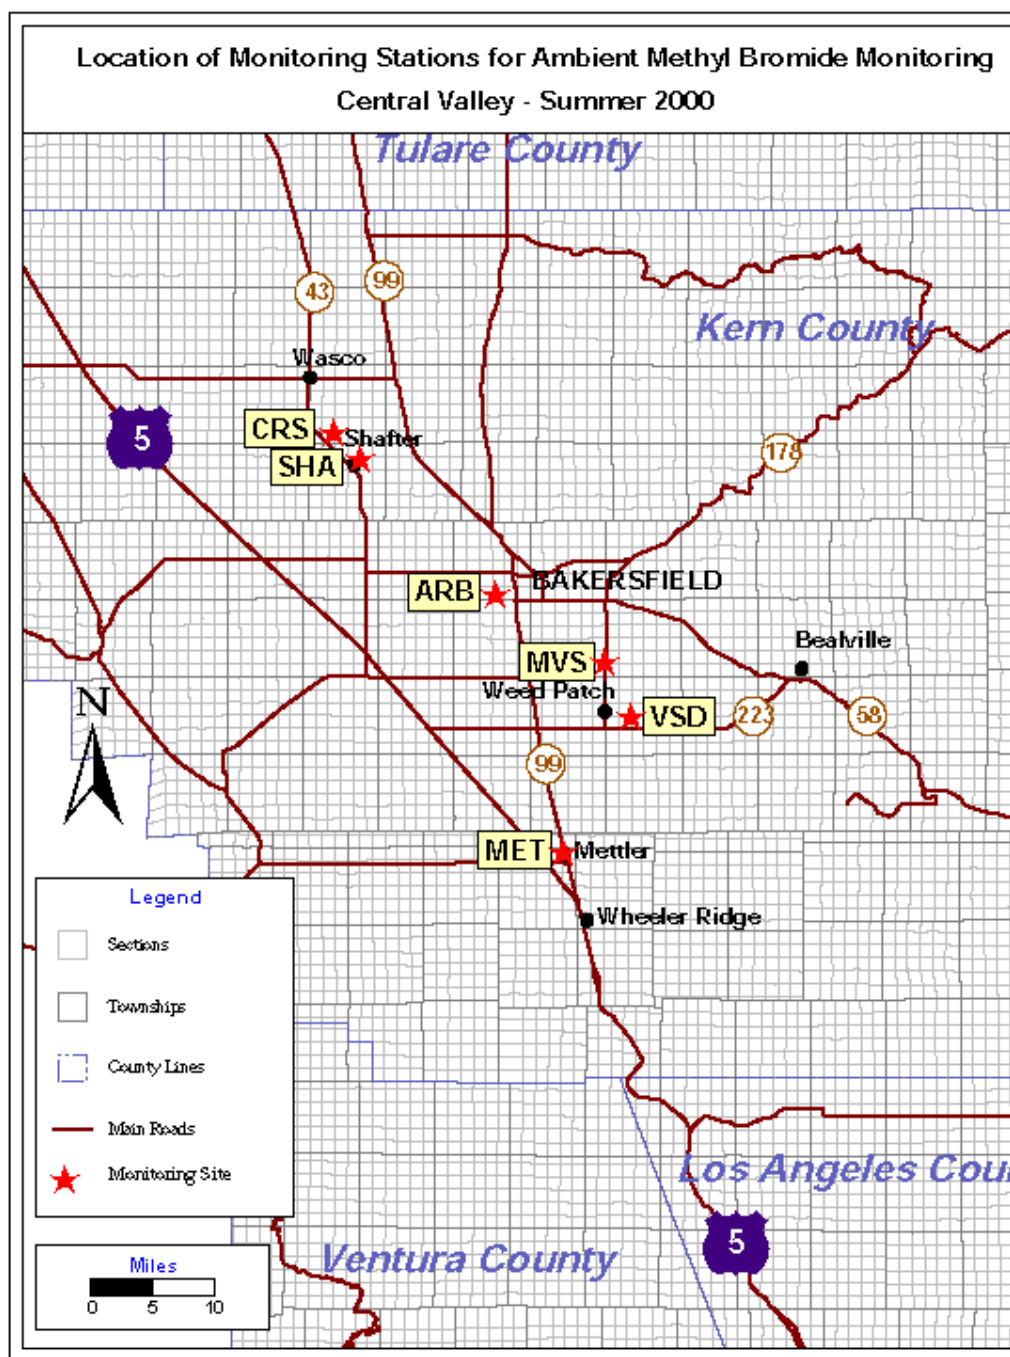 Location of Monitoring Stations for Ambient Methyl Bromide Monitoring
Central Valley - Summer 2000
Tulare County
43
99
Kern County
Wasco
CRS
Shafter
5
178
SHA
ARB
BAKERSFIELD
Bealville
MVS
Weed Patch
VSD
223
58
N
99
MET
Mettler
Wheeler Ridge
Legend
Sections
Townships
County Lines
Main Roads
Monitoring Site
Los Angeles Cou
5
Ventura County
Miles
0 5 10